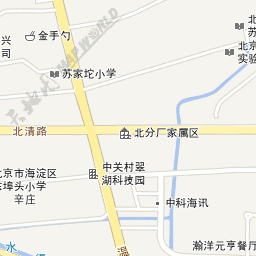 兴
司
金手勺
北
北京
实验
苏家坨小学
北清路
北分厂家属区
北京市海淀区
东埠头小学
辛庄
中关村翠
湖科技园
中科海讯
水
温
瀚洋元亨餐厅